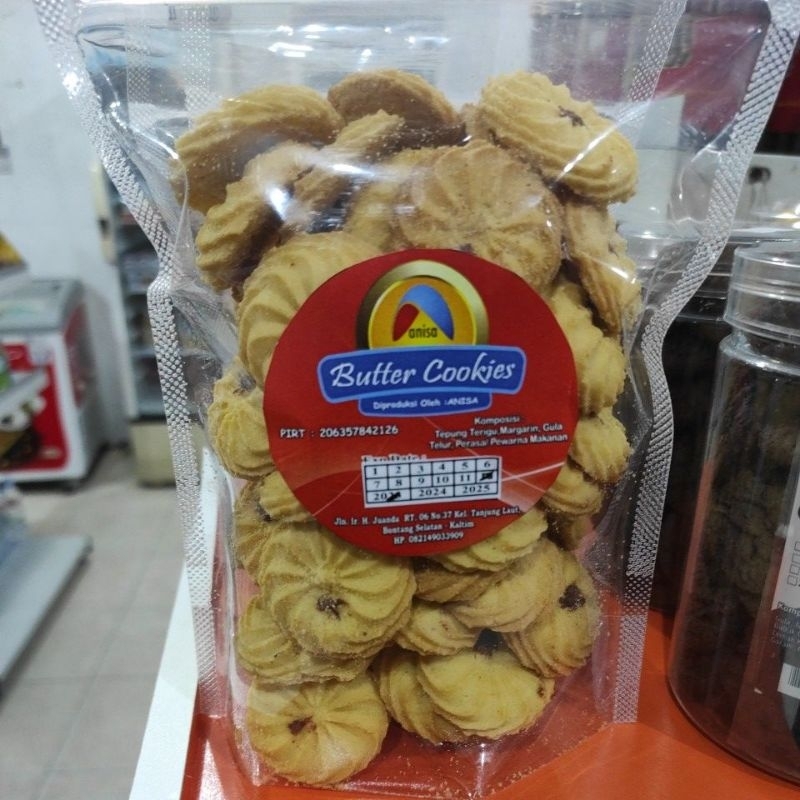 anisa
Butter Cookies
Diproduksi Oleh :ANISA
PIRT : 206357842126
Komposisi :
Tepung Terigu,Margarin, Gula
Telur, Perasa& Pewarna Makanan
1 2 3 4 5 6
7 8 9 10 11
2024 2025
Jln. Ir. H. Juanda RT. 06 No.37 Kel. Tanjung Laut,
Bontang Selatan - Kaltim
HP. 082149033909